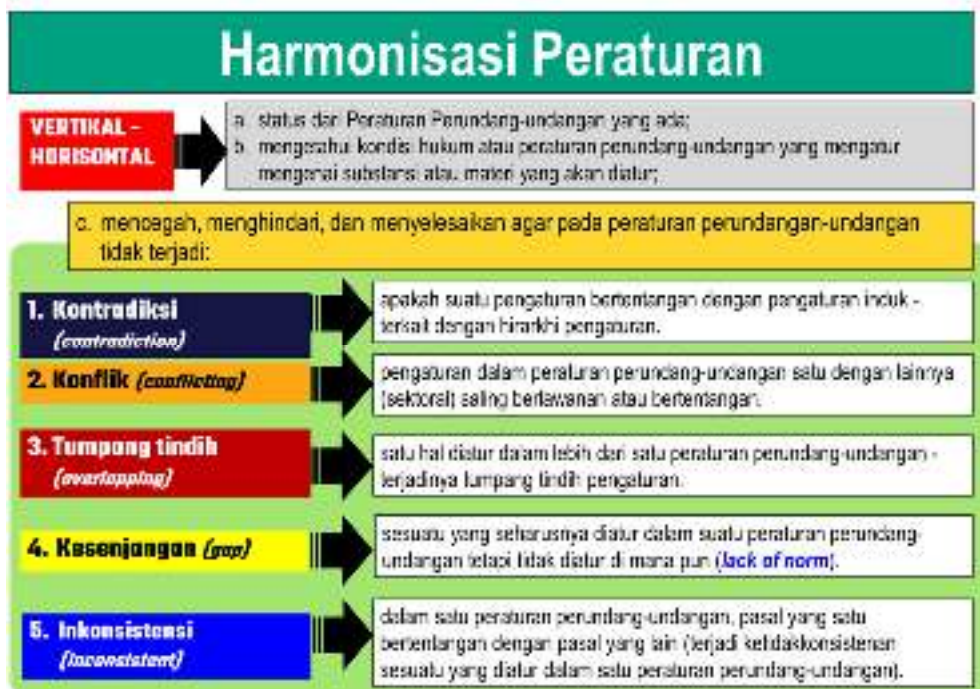 Harmonisasi Peraturan
VERTIKAL -
HORISONTAL
a. status dari Peraturan Perundang-undangan yang ada;
b. mengetahui kondisi hukum atau peraturan perundang-undangan yang mengatur
mengenai substansi atau materi yang akan diatur;
c. mencegah, menghindari, dan menyelesaikan agar pada peraturan perundangan-undangan
tidak terjadi:
1. Kontradiksi
(contradiction)
apakah suatu pengaturan bertentangan dengan pengaturan induk -
terkait dengan hirarkhi pengaturan.
2. Konflik (conflicting)
pengaturan dalam peraturan perundang-undangan satu dengan lainnya
(sektoral) saling berlawanan atau bertentangan.
3. Tumpang tindih
(overlapping)
satu hal diatur dalam lebih dari satu peraturan perundang-undangan -
terjadinya tumpang tindih pengaturan.
4. Kesenjangan (gap)
sesuatu yang seharusnya diatur dalam suatu peraturan perundang-
undangan tetapi tidak diatur di mana pun (lack of norm).
5. Inkonsistensi
(inconsistent)
dalam satu peraturan perundang-undangan, pasal yang satu
bertentangan dengan pasal yang lain (terjadi ketidakkonsistenan
sesuatu yang diatur dalam satu peraturan perundang-undangan).